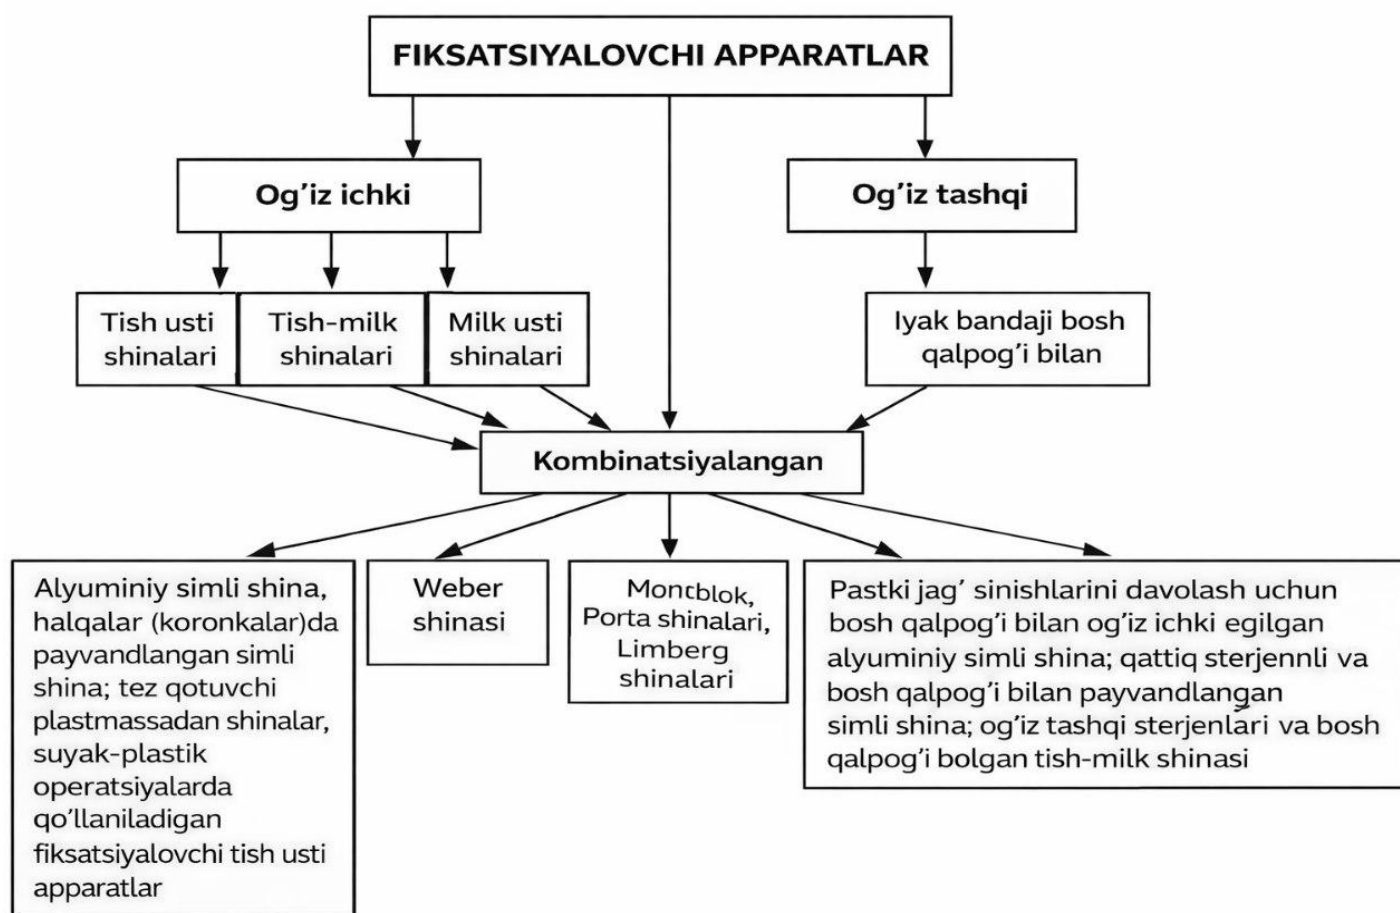 FIKSATSIYALOVCHI APPARATLAR
Og’iz ichki
Og’iz tashqi
Tish usti
shinalari
Tish-milk
shinalari
Milk usti
shinalari
Iyak bandaji bosh
qalpog’i bilan
Kombinatsiyalangan
Alyuminiy simli shina,
halqalar (koronkalar)da
payvandlangan simli
shina; tez qotuvchi
plastmassadan shinalar,
suyak-plastik
operatsiyalarda
qo’llaniladigan
fiksatsiyalovchi tish usti
apparatlar
Weber
shinasi
Montblok,
Porta shinalari,
Limberg
shinalari
Pastki jag’ sinishlarini davolash uchun
bosh qalpog’i bilan og’iz ichki egilgan
alyuminiy simli shina; qattiq sterjennli va
bosh qalpog’i bilan payvandlangan
simli shina; og’iz tashqi sterjenlari va bosh
qalpog’i bolgan tish-milk shinasi